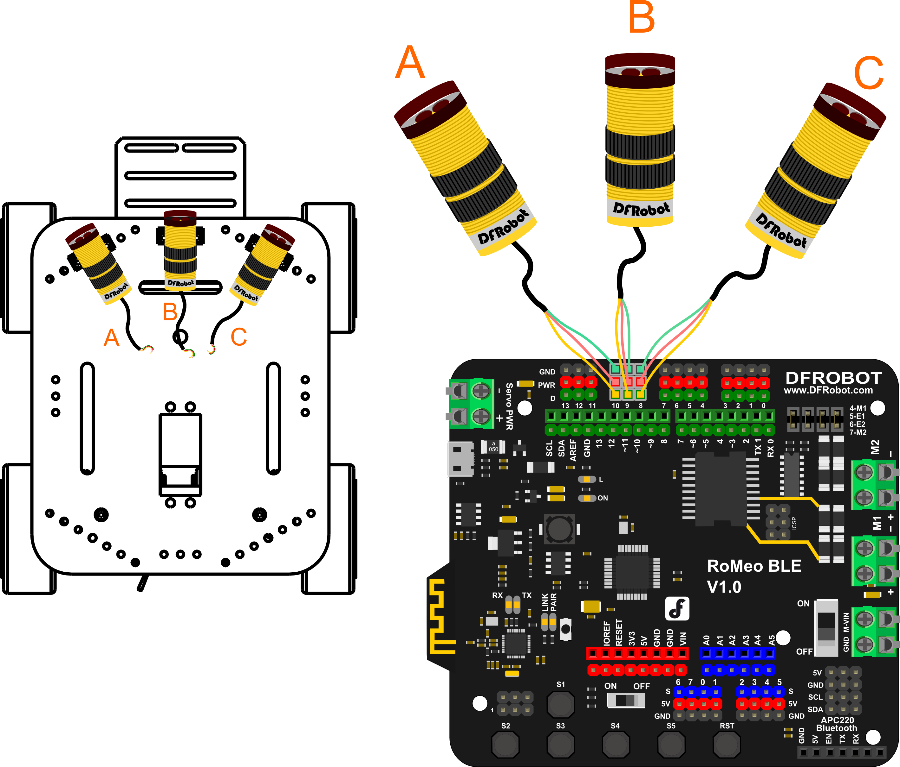 A
B
C
DFRobot
DFRobot
DFRobot
DFRobot
DFRobot
DFRobot
A
B
C
GND
PWR
D
13 12 11 10 9 8 7 6 5 4 3 2 1 0
DFROBOT
www.DFRobot.com
Servo PWR
- +
SCL SDA AREF GND 13 12 ~11 ~10 ~9 8 7 ~6 ~5 4 ~3 2 TX 1 RX 0
4-M1
5-E1
6-E2
7-M2
M2
- +
M1
- +
L
ON
ICSP
RoMeo BLE
V1.0
RX TX
LINK
PAIR
ON
OFF
M-VIN
GND
IOREF RESET 3V3 5V GND GND VIN
A0 A1 A2 A3 A4 A5
ON OFF
6 7 0 1 2 3 4 5
S
5V
GND
S
5V
GND
5V
GND
SCL
SDA
APC220
Bluetooth
GND 5V EN TX RX
1
S1
S2 S3 S4 S5 RST